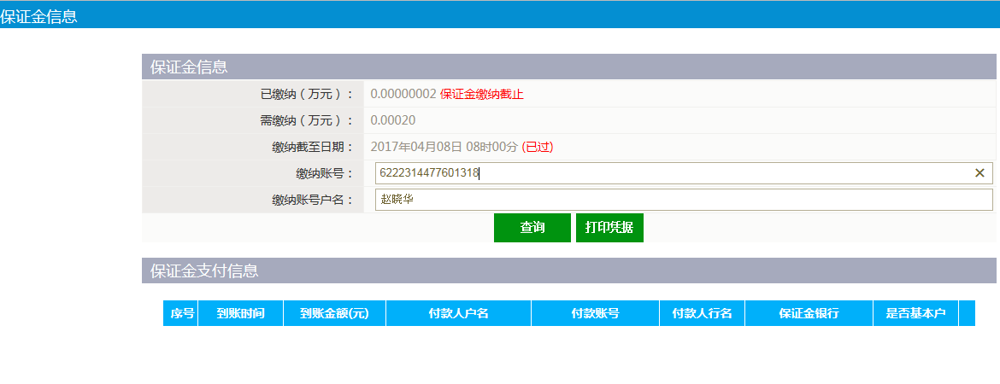 保证金信息
保证金信息
已缴纳（万元）： 0.00000002 保证金缴纳截止
需缴纳（万元）： 0.00020
缴纳截至日期： 2017年04月08日 08时00分 (已过)
缴纳账号： 6222314477601318
缴纳账号户名： 赵晓华
查询 打印凭据
保证金支付信息
序号 到账时间 到账金额(元) 付款人户名 付款账号 付款人行名 保证金银行 是否基本户